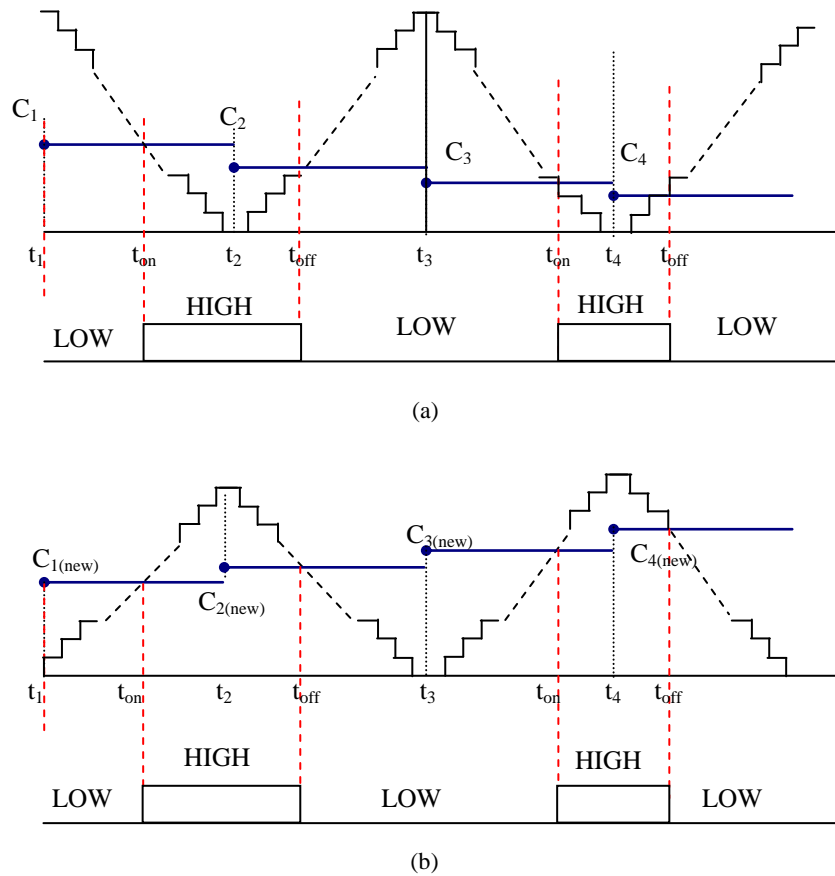 C1
C2
C3
C4
t1 ton t2 toff t3 ton t4 toff
HIGH HIGH
LOW LOW LOW
(a)
C1(new)
C2(new)
C3(new)
C4(new)
t1 ton t2 toff t3 ton t4 toff
HIGH HIGH
LOW LOW LOW
(b)